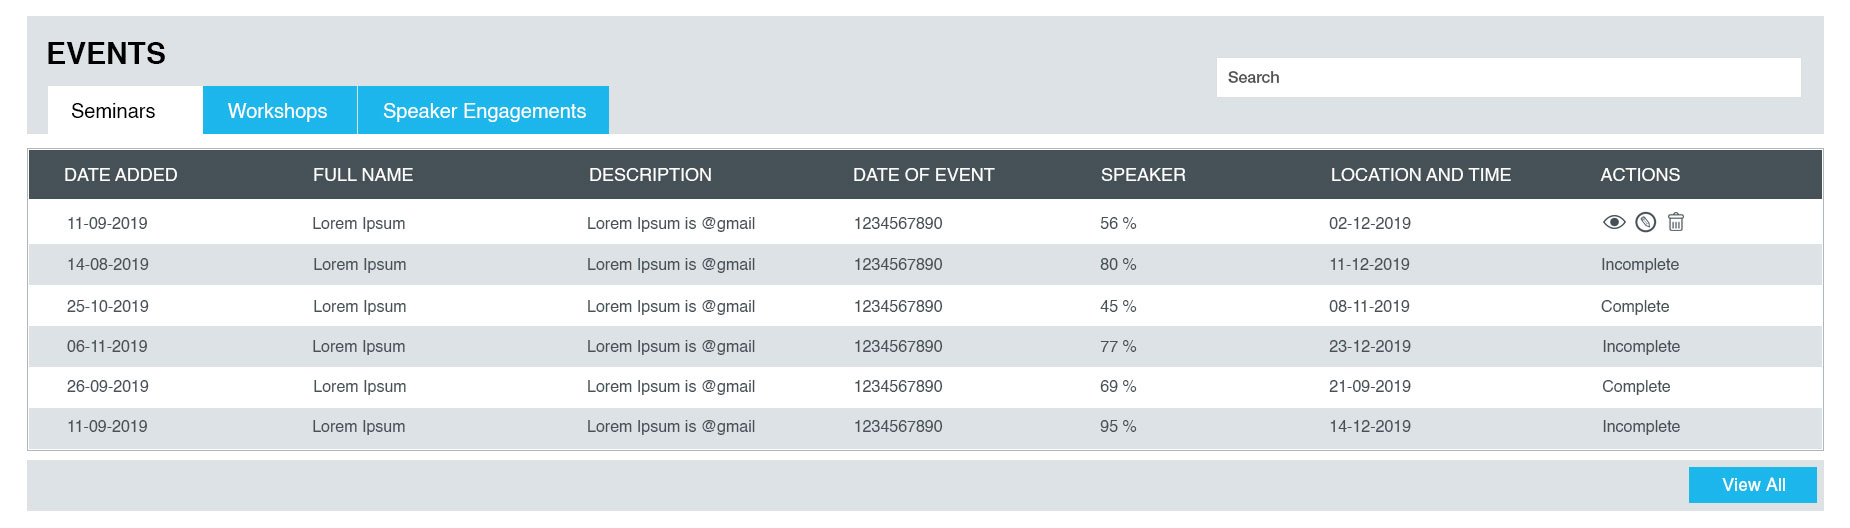 EVENTS
Search
Seminars Workshops Speaker Engagements
DATE ADDED FULL NAME DESCRIPTION DATE OF EVENT SPEAKER LOCATION AND TIME ACTIONS
11-09-2019 Lorem Ipsum Lorem Ipsum is @gmail 1234567890 56 % 02-12-2019
14-08-2019 Lorem Ipsum Lorem Ipsum is @gmail 1234567890 80 % 11-12-2019 Incomplete
25-10-2019 Lorem Ipsum Lorem Ipsum is @gmail 1234567890 45 % 08-11-2019 Complete
06-11-2019 Lorem Ipsum Lorem Ipsum is @gmail 1234567890 77 % 23-12-2019 Incomplete
26-09-2019 Lorem Ipsum Lorem Ipsum is @gmail 1234567890 69 % 21-09-2019 Complete
11-09-2019 Lorem Ipsum Lorem Ipsum is @gmail 1234567890 95 % 14-12-2019 Incomplete
View All